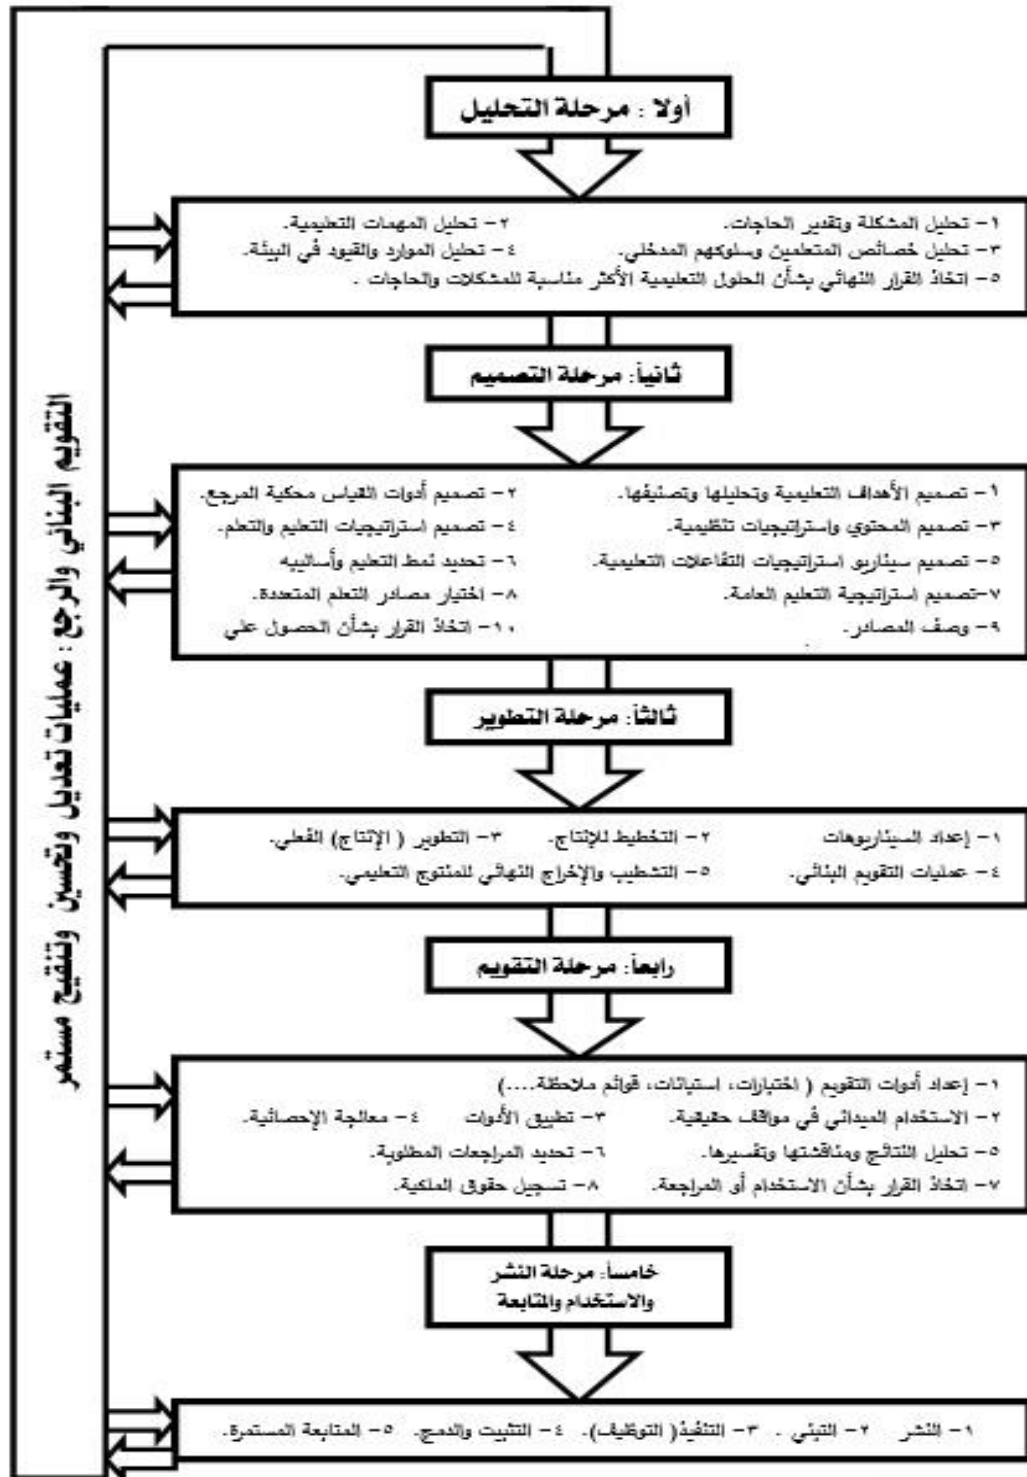 أولا : مرحلة التحليل
١- تحليل المشكلة وتقدير الحاجات. ٢- تحليل المهمات التعليمية.
٣- تحليل خصائص المتعلمين وسلوكهم المدخلي. ٤- تحليل الموارد والقيود في البيئة.
٥- اتخاذ القرار النهائي بشأن الحلول التعليمية الأكثر مناسبة للمشكلات والحاجات .
ثانياً: مرحلة التصميم
١- تصميم الأهداف التعليمية وتحليلها وتصنيفها. ٢- تصميم أدوات القياس محكية المرجع.
٣- تصميم المحتوي واستراتيجيات تنظيمية. ٤- تصميم استراتيجيات التعليم والتعلم.
٥- تصميم سيناريو استراتيجيات التفاعلات التعليمية. ٦- تحديد نمط التعليم وأساليبه
٧-تصميم استراتيجية التعليم العامة. ٨- اختيار مصادر التعلم المتعددة.
٩- وصف المصادر. ١٠- اتخاذ القرار بشأن الحصول علي
.
ثالثاً: مرحلة التطوير
١- إعداد السيناريوهات ٢- التخطيط للإنتاج. ٣- التطوير ( الإنتاج) الفعلي.
٤- عمليات التقويم البنائي. ٥- التشطيب والإخراج النهائي للمنتوج التعليمي.
رابعاً: مرحلة التقويم
١- إعداد أدوات التقويم ( اختبارات، استبانات، قوائم ملاحظة....)
٢- الاستخدام الميداني في مواقف حقيقية. ٣- تطبيق الأدوات ٤- معالجة الإحصائية.
٥- تحليل النتائج ومناقشتها وتفسيرها. ٦- تحديد المراجعات المطلوبة.
٧- اتخاذ القرار بشأن الاستخدام أو المراجعة. ٨- تسجيل حقوق الملكية.
خامساً: مرحلة النشر
والاستخدام والمتابعة
١- النشر ٢- التبني . ٣- التنفيذ( التوظيف). ٤- التثبيت والدمج. ٥- المتابعة المستمرة.
التقويم البنائي والرجع : عمليات تعديل وتحسين وتنقيح مستمر